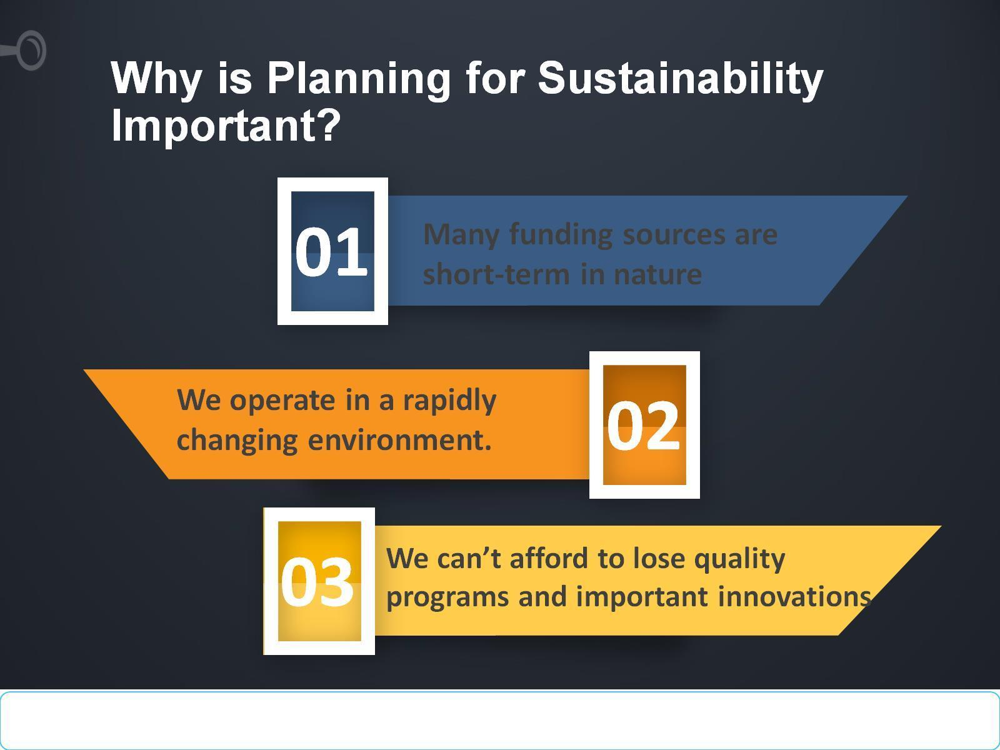 Why is Planning for Sustainability
Important?
01
Many funding sources are
short-term in nature
We operate in a rapidly
changing environment.
02
03
We can’t afford to lose quality
programs and important innovations